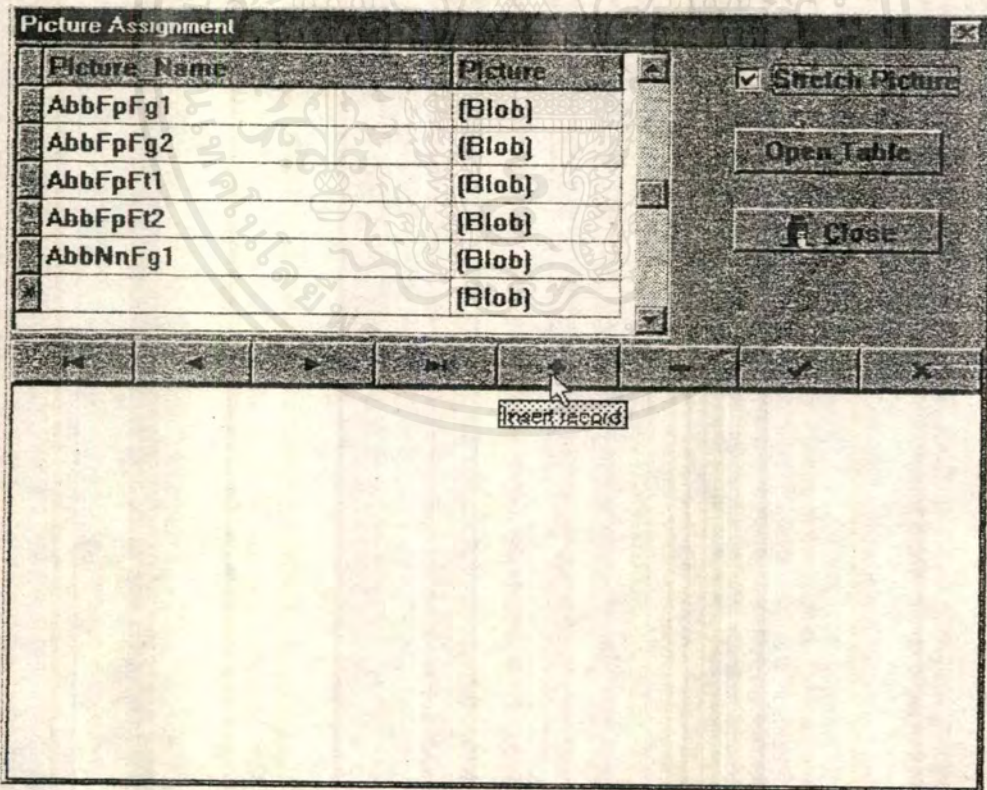 Picture Assignment
Picture_Name Picture
AbbFpFg1 (Blob)
AbbFpFg2 (Blob)
AbbFpFt1 (Blob)
AbbFpFt2 (Blob)
AbbNnFg1 (Blob)
(Blob)
Stretch Picture
Open Table
Close
Insert record